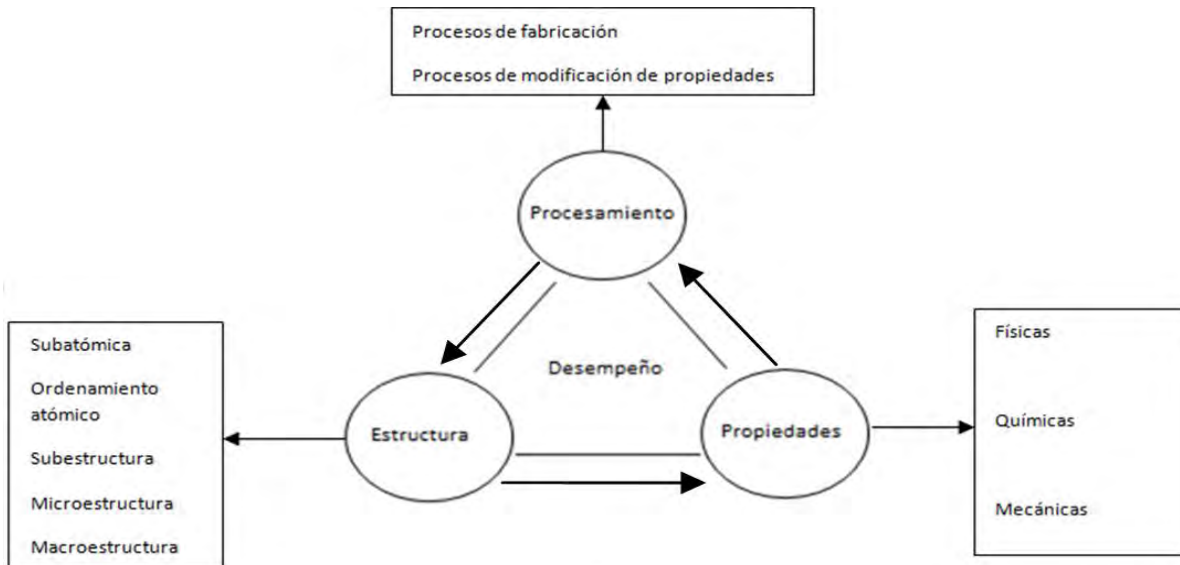 Procesos de fabricación
Procesos de modificación de propiedades
Procesamiento
Desempeño
Estructura
Propiedades
Subatómica
Ordenamiento
atómico
Subestructura
Microestructura
Macroestructura
Físicas
Químicas
Mecánicas